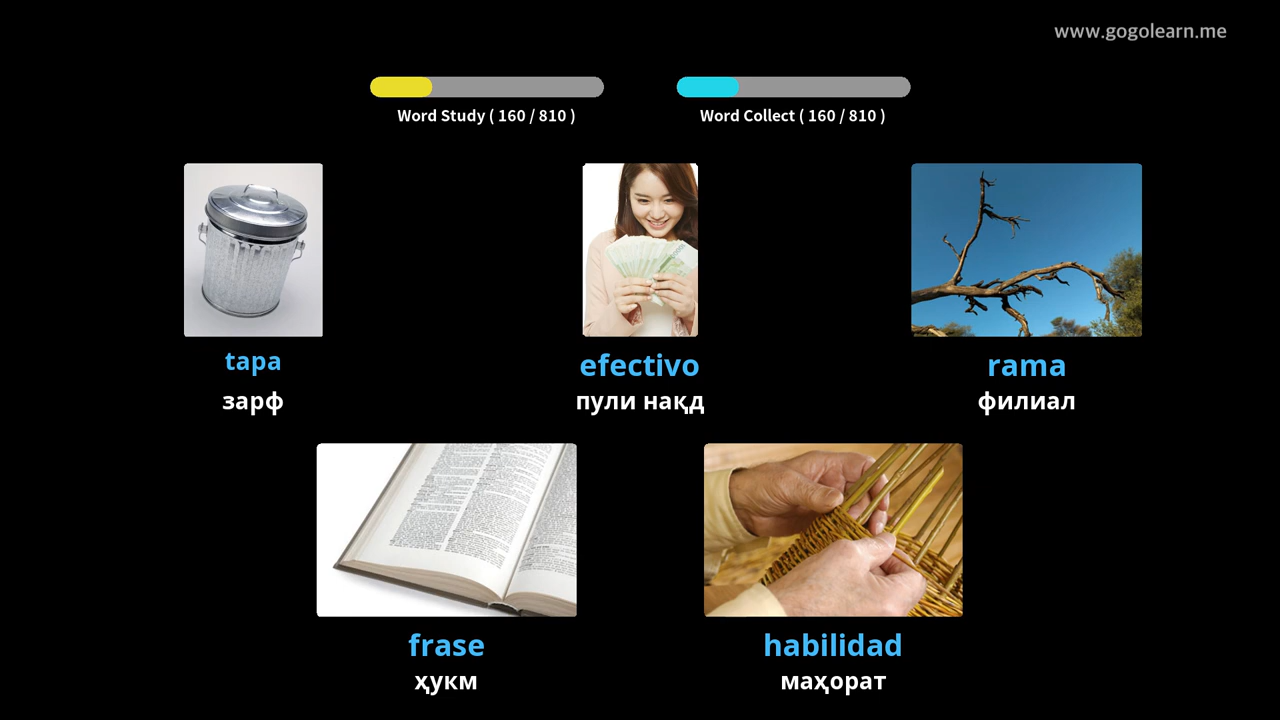 www.gogolearn.me
Word Study ( 160 / 810 )
Word Collect ( 160 / 810 )
tapa
зарф
efectivo
пули нақд
rama
филиал
frase
ҳукм
habilidad
маҳорат